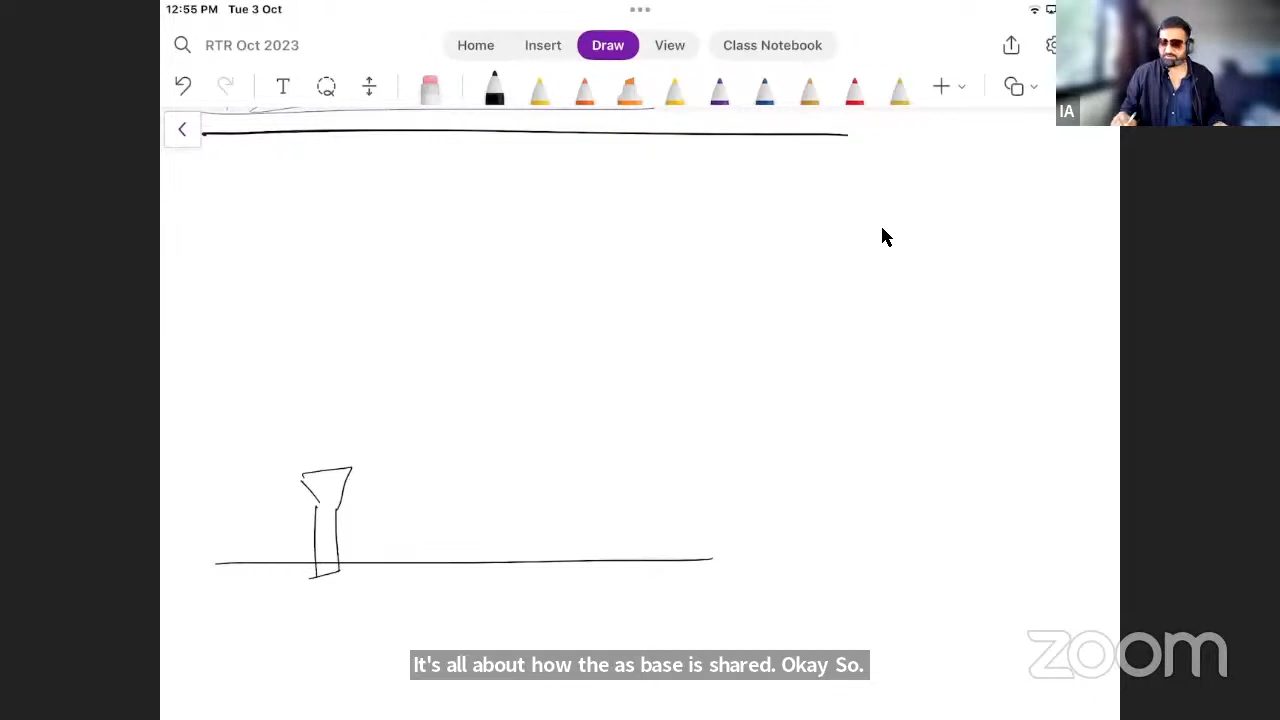 12:55 PM Tue 3 Oct
RTR Oct 2023
Home Insert Draw View Class Notebook
T
IA
It's all about how the as base is shared. Okay So.
zoom